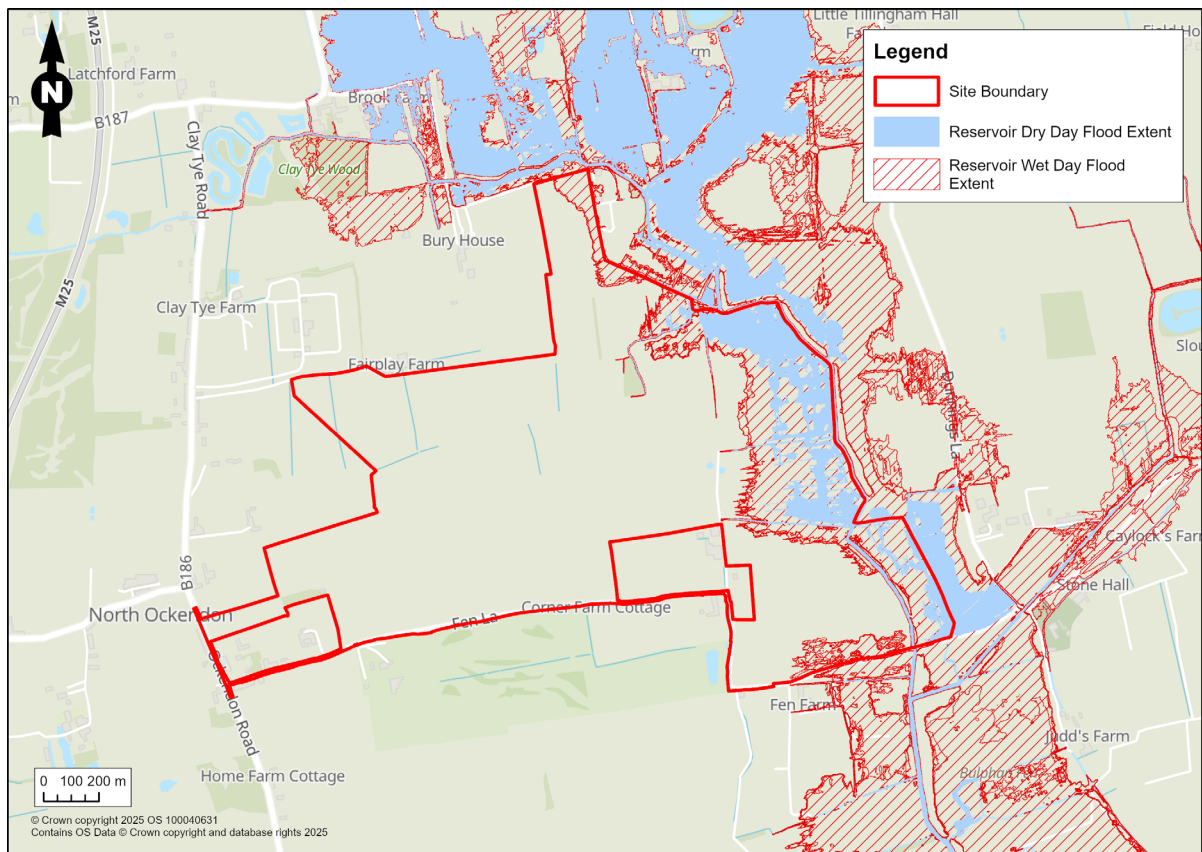 M25
Latchford Farm
B187
Clay Tye Road
Clay Tye Wood
Bury House
Little Tillingham Hall
N
Legend
Site Boundary
Reservoir Dry Day Flood Extent
Reservoir Wet Day Flood
Extent
M25
Clay Tye Farm
Fairplay Farm
B186
North Ockendon
Fen La
Corner Farm Cottage
Stone Hall
Ockendon Road
Fen Farm
Judd's Farm
Home Farm Cottage
0 100 200 m
© Crown copyright 2025 OS 100040631
Contains OS Data © Crown copyright and database rights 2025